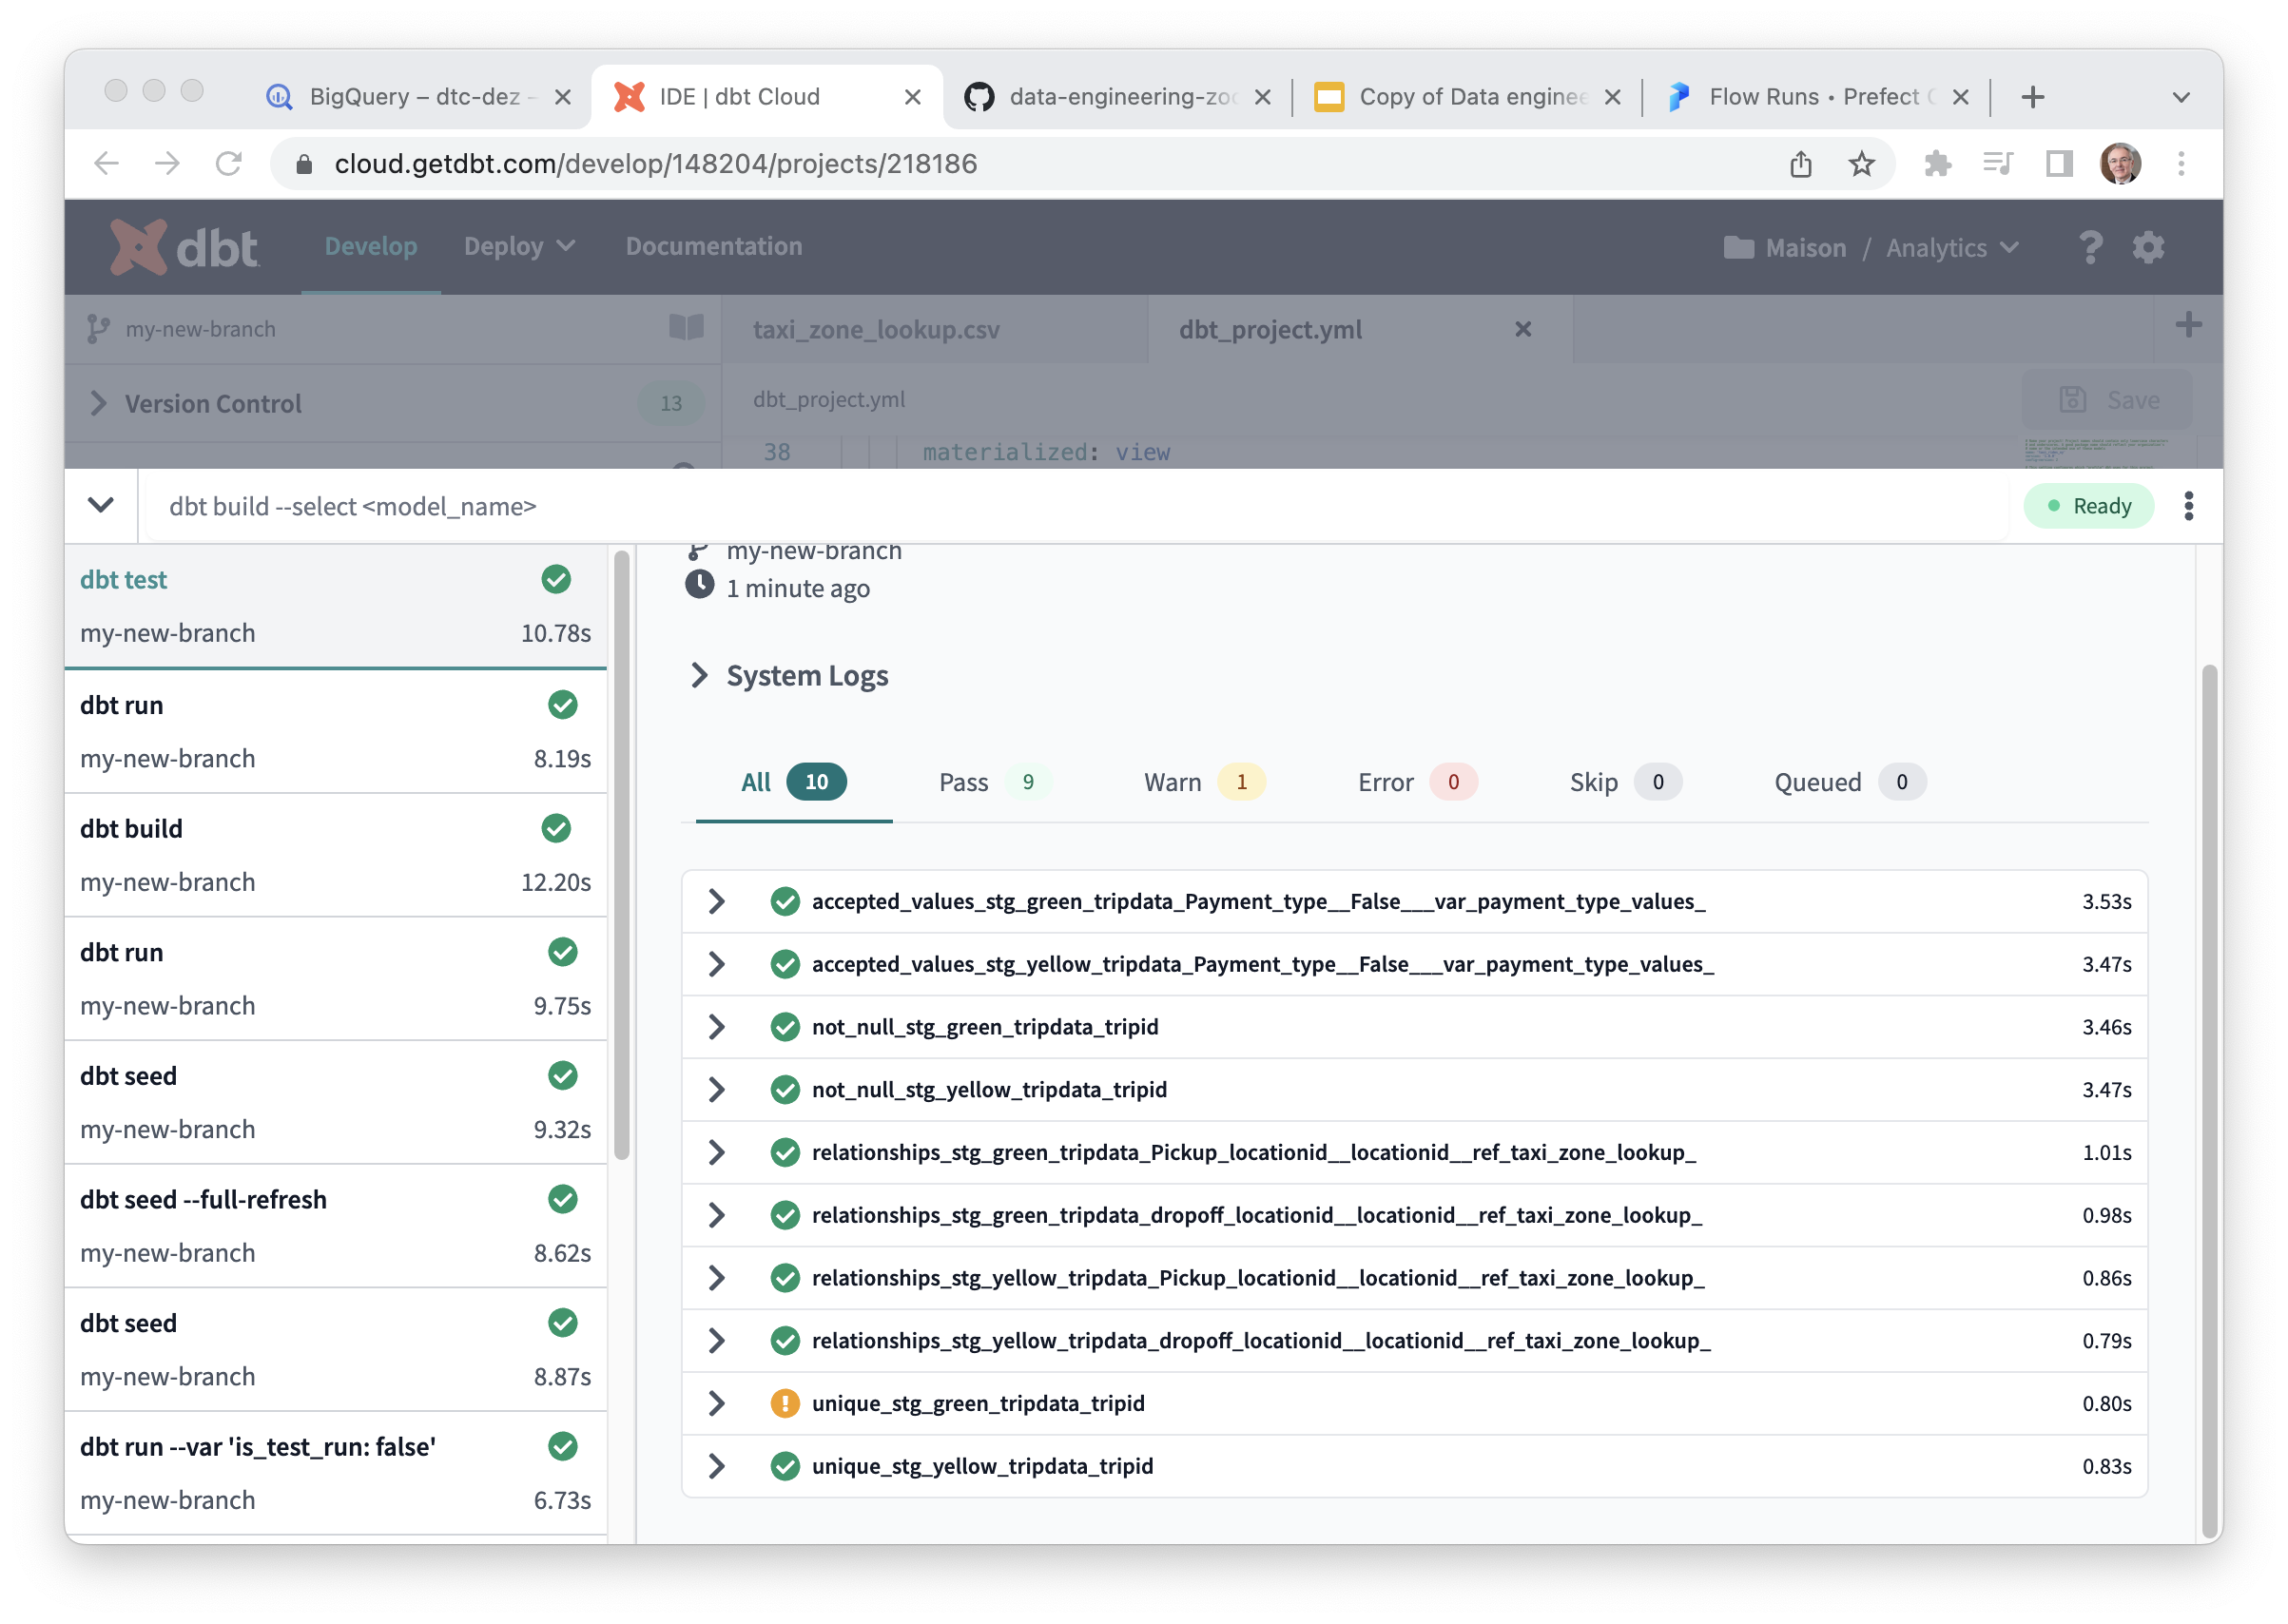 BigQuery – dtc-dez –
IDE | dbt Cloud
data-engineering-zoo
Copy of Data enginee
Flow Runs • Prefect
cloud.getdbt.com/develop/148204/projects/218186
dbt
Develop
Deploy
Documentation
Maison / Analytics
?
my-new-branch
taxi_zone_lookup.csv
dbt_project.yml
Version Control
13
dbt_project.yml
Save
38 materialized: view
dbt build --select <model_name>
Ready
dbt test
my-new-branch 10.78s
dbt run
my-new-branch 8.19s
dbt build
my-new-branch 12.20s
dbt run
my-new-branch 9.75s
dbt seed
my-new-branch 9.32s
dbt seed --full-refresh
my-new-branch 8.62s
dbt seed
my-new-branch 8.87s
dbt run --var 'is_test_run: false'
my-new-branch 6.73s
my-new-branch
1 minute ago
System Logs
All 10 Pass 9 Warn 1 Error 0 Skip 0 Queued 0
accepted_values_stg_green_tripdata_Payment_type__False___var_payment_type_values_ 3.53s
accepted_values_stg_yellow_tripdata_Payment_type__False___var_payment_type_values_ 3.47s
not_null_stg_green_tripdata_tripid 3.46s
not_null_stg_yellow_tripdata_tripid 3.47s
relationships_stg_green_tripdata_Pickup_locationid__locationid__ref_taxi_zone_lookup_ 1.01s
relationships_stg_green_tripdata_dropoff_locationid__locationid__ref_taxi_zone_lookup_ 0.98s
relationships_stg_yellow_tripdata_Pickup_locationid__locationid__ref_taxi_zone_lookup_ 0.86s
relationships_stg_yellow_tripdata_dropoff_locationid__locationid__ref_taxi_zone_lookup_ 0.79s
unique_stg_green_tripdata_tripid 0.80s
unique_stg_yellow_tripdata_tripid 0.83s